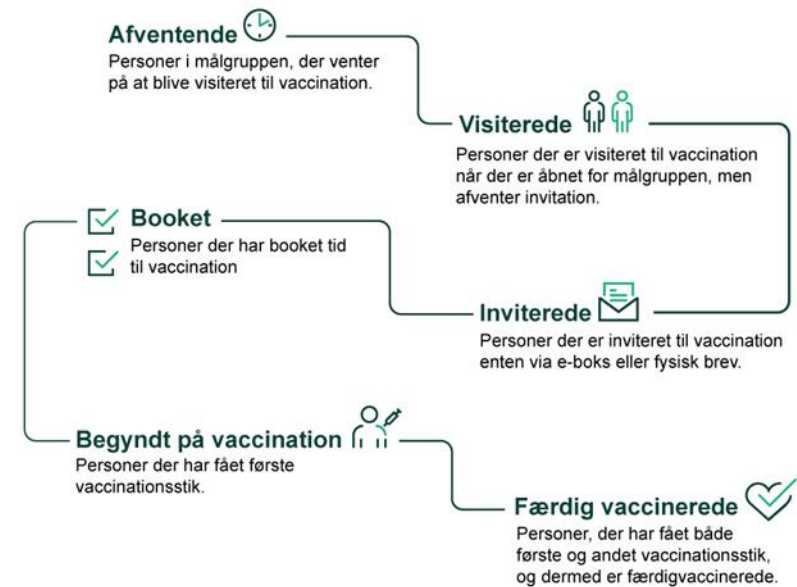 Afventende
Personer i målgruppen, der venter
på at blive visiteret til vaccination.
Visiterede
Personer der er visiteret til vaccination
når der er åbnet for målgruppen, men
afventer invitation.
Inviterede
Personer der er inviteret til vaccination
enten via e-boks eller fysisk brev.
Booket
Personer der har booket tid
til vaccination
Begyndt på vaccination
Personer der har fået første
vaccinationsstik.
Færdig vaccinerede
Personer, der har fået både
første og andet vaccinationsstik,
og dermed er færdigvaccinerede.